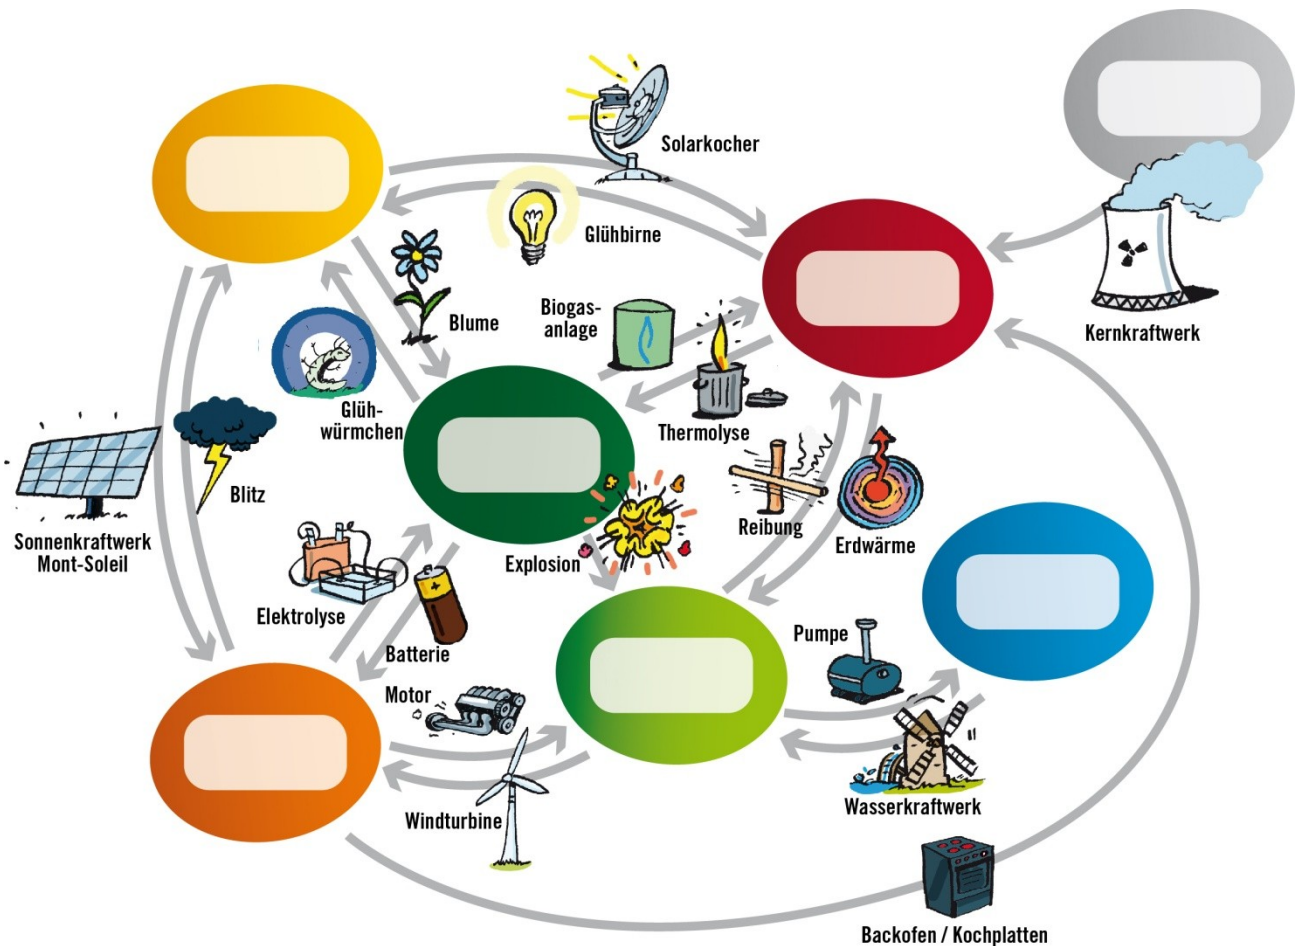 Solarkocher
Glühbirne
Kernkraftwerk
Blume
Biogas-
anlage
Glüh-
würmchen
Thermolyse
Blitz
Reibung
Erdwärme
Sonnenkraftwerk
Mont-Soleil
Explosion
Elektrolyse
Batterie
Pumpe
Motor
Windturbine
Wasserkraftwerk
Backofen / Kochplatten